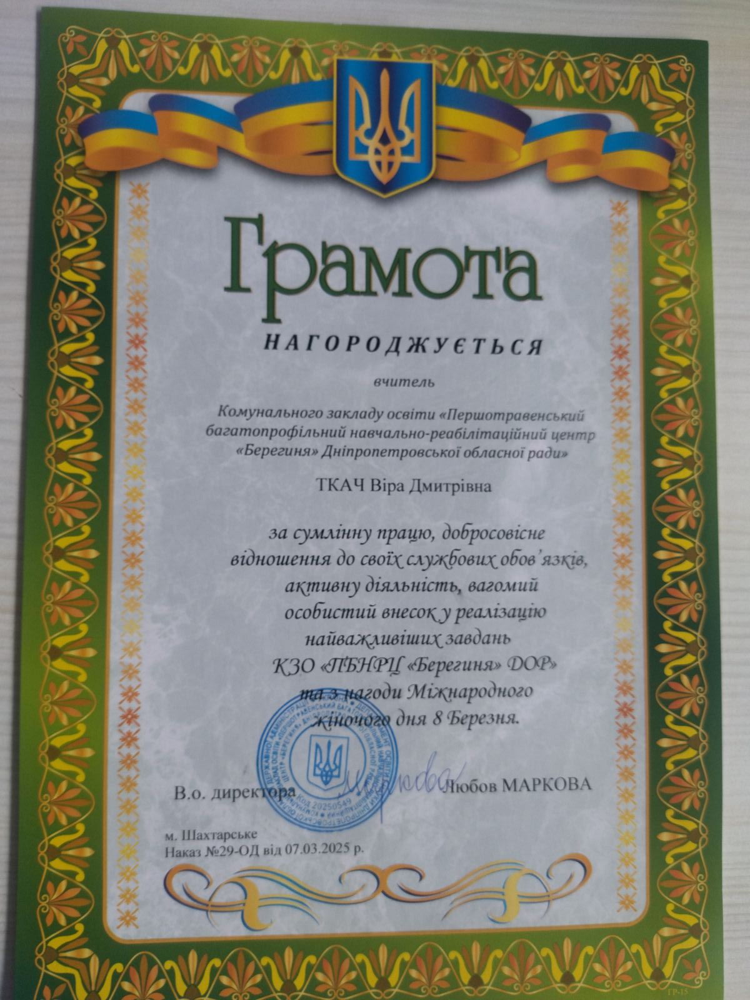 Грамота
НАГОРОДЖУЄТЬСЯ
вчитель
Комунального закладу освіти «Першотравенський
багатопрофільний навчально-реабілітаційний центр
«Берегиня» Дніпропетровської обласної ради»
ТКАЧ Віра Дмитрівна
за сумлінну працю, добросовісне
відношення до своїх службових обов’язків,
активну діяльність, вагомий
особистий внесок у реалізацію
найважливіших завдань
КЗО «ПБНРЦ «Берегиня» ДОР»
та з нагоди Міжнародного
жіночого дня 8 Березня.
В.о. директора Любов МАРКОВА
Код 20250549
м. Шахтарське
Наказ №29-ОД від 07.03.2025 р.
ГР-15